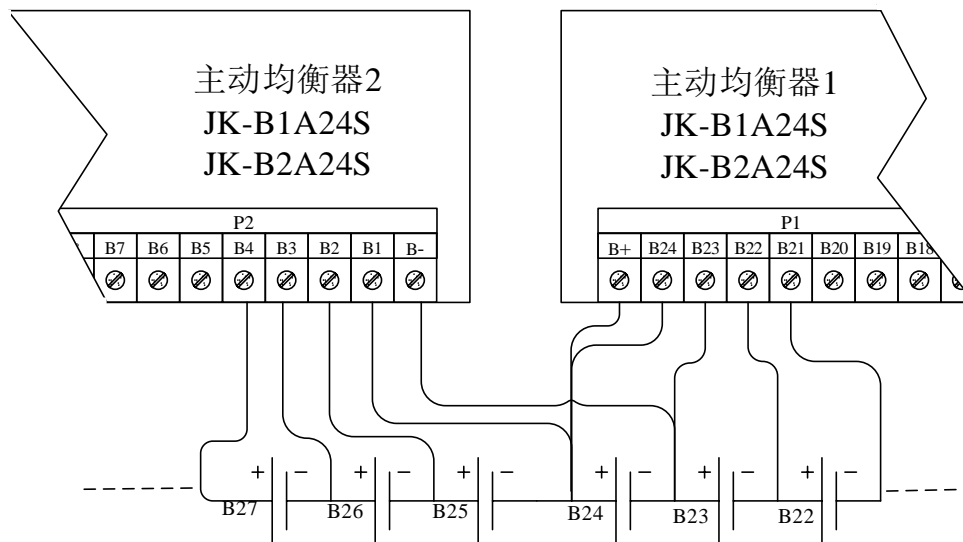 主动均衡器2
JK-B1A24S
JK-B2A24S
主动均衡器1
JK-B1A24S
JK-B2A24S
P2
B7 B6 B5 B4 B3 B2 B1 B-
P1
B+ B24 B23 B22 B21 B20 B19 B18
+ − + − + − + − + − + −
B27 B26 B25 B24 B23 B22